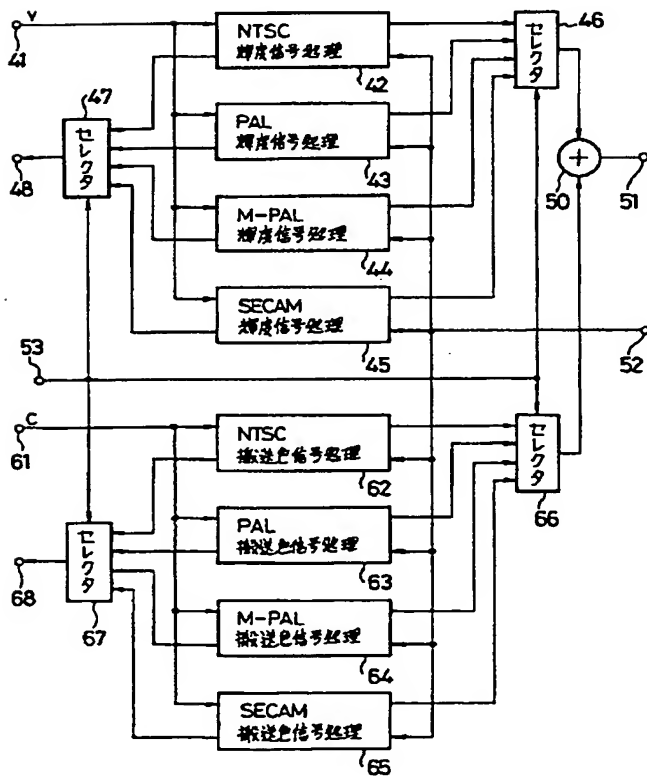 V
41
NTSC
輝度信号処理
42
セレクタ
46
47
セレクタ
48
PAL
輝度信号処理
43
50
51
M-PAL
輝度信号処理
44
SECAM
輝度信号処理
45
52
53
C
61
NTSC
搬送色信号処理
62
セレクタ
66
PAL
搬送色信号処理
63
68
セレクタ
67
M-PAL
搬送色信号処理
64
SECAM
搬送色信号処理
65